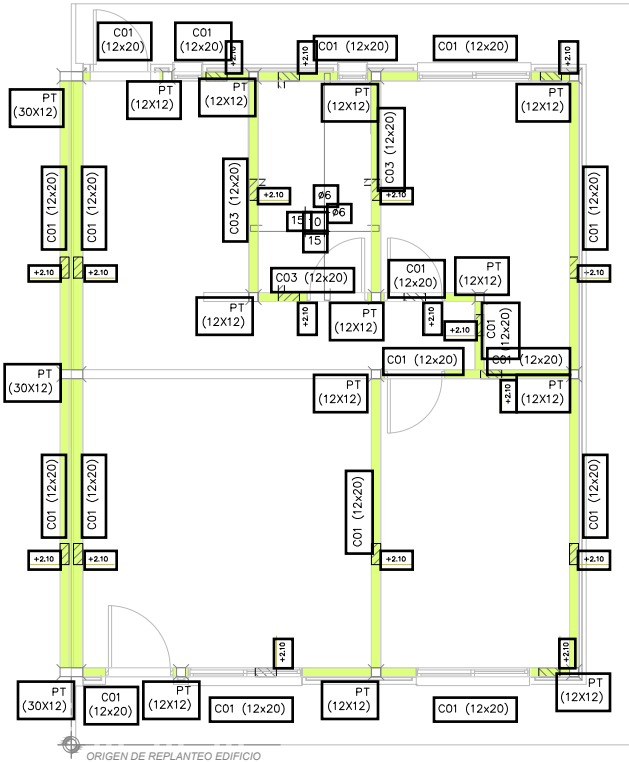 C01
(12x20)
C01
(12x20)
+2.10
+2.10
C01 (12x20)
C01 (12x20)
+2.10
PT
(30X12)
PT
(12X12)
PT
(12X12)
PT
(12X12)
PT
(12X12)
C01 (12x20)
C01 (12x20)
C03 (12x20)
C03 (12x20)
C01 (12x20)
+2.10
+2.10
Ø6
Ø6
15
10
15
+2.10
+2.10
+2.10
C03 (12x20)
C01
(12x20)
PT
(12X12)
PT
(12X12)
+2.10
PT
(12X12)
+2.10
+2.10
C01
(12x20)
C01 (12x20)
C01 (12x20)
PT
(30X12)
PT
(12X12)
+2.10
PT
(12X12)
C01 (12x20)
C01 (12x20)
C01 (12x20)
C01 (12x20)
+2.10
+2.10
+2.10
+2.10
+2.10
+2.10
PT
(30X12)
C01
(12x20)
PT
(12X12)
C01 (12x20)
PT
(12X12)
C01 (12x20)
PT
(12X12)
ORIGEN DE REPLANTEO EDIFICIO